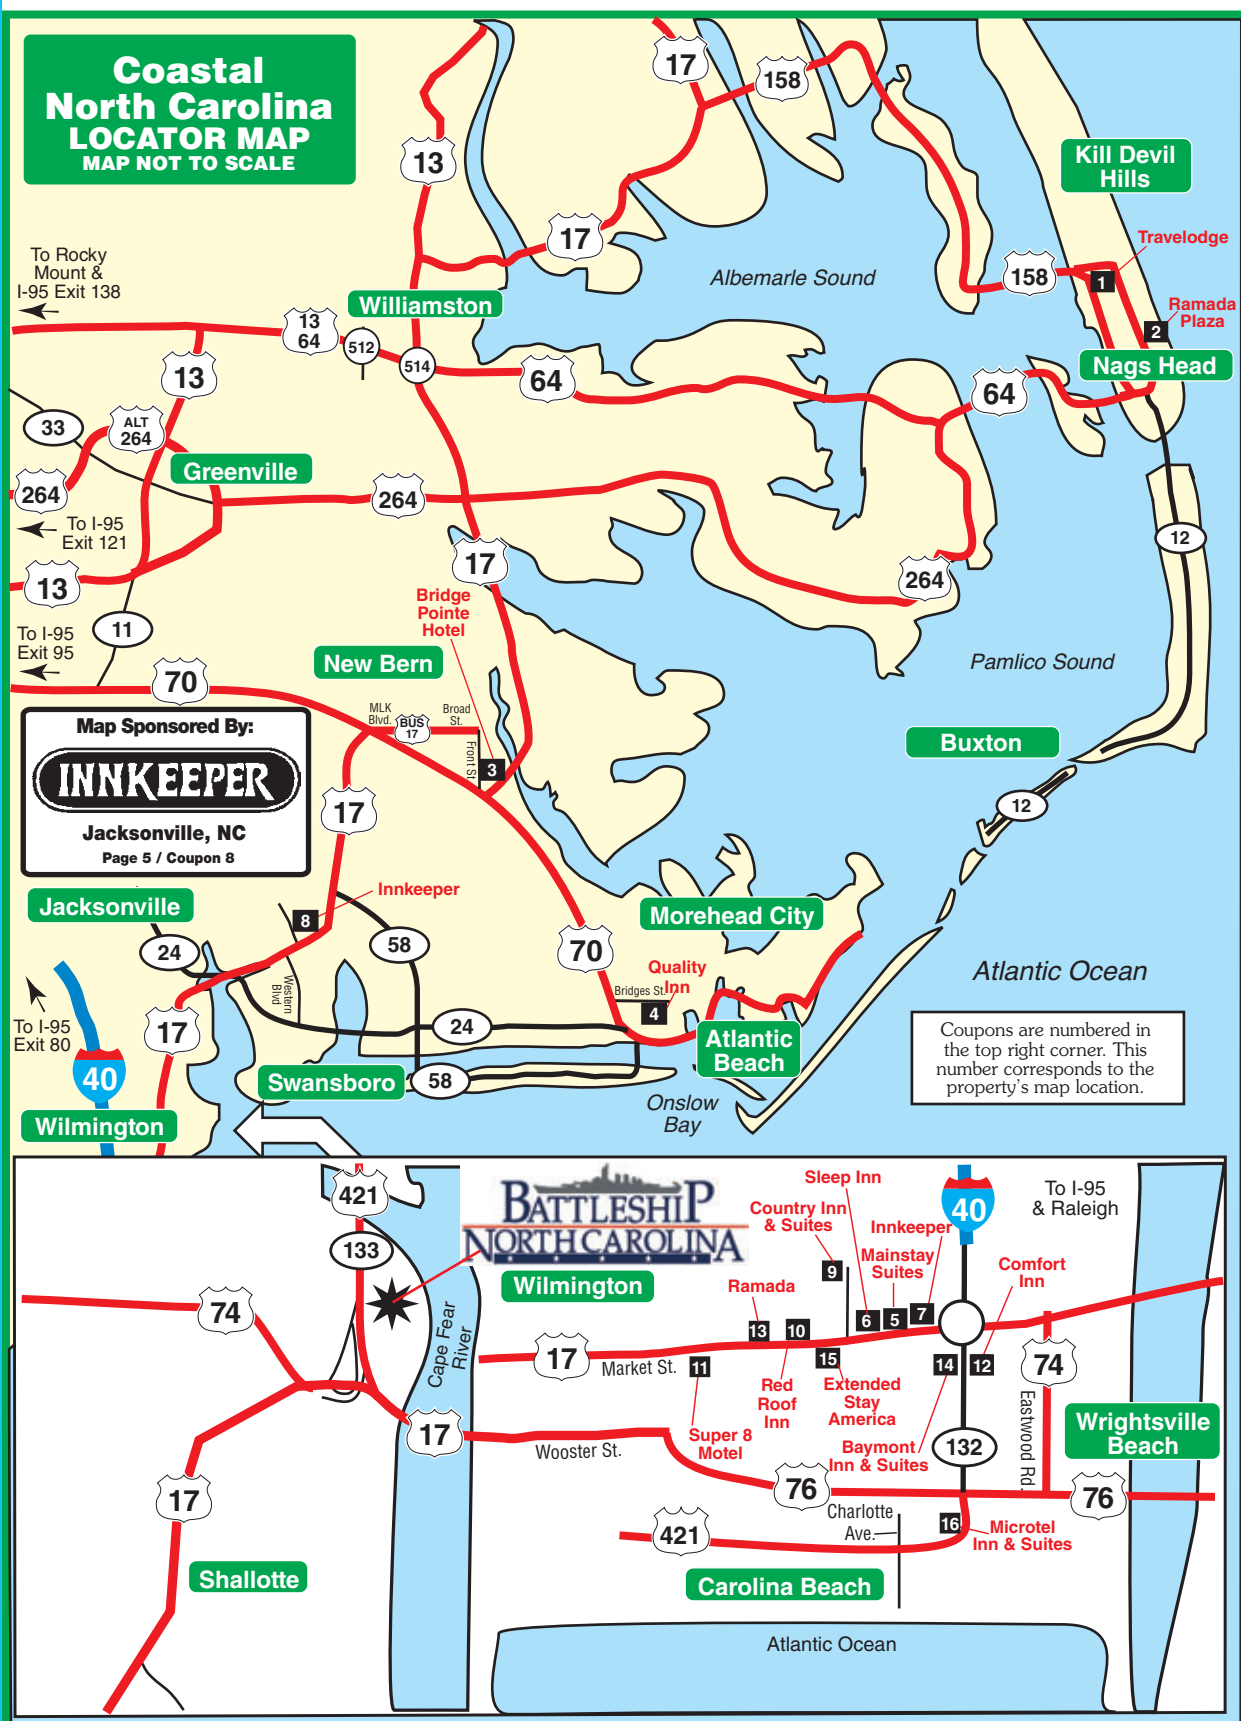 Coastal
North Carolina
LOCATOR MAP
MAP NOT TO SCALE
17
158
13
Kill Devil
Hills
17
Travelodge
To Rocky
Mount &
I-95 Exit 138
Albemarle Sound
158
1
Williamston
Ramada
Plaza
13
64
512
2
514
Nags Head
13
64
64
33
ALT
264
Greenville
264
264
To I-95
Exit 121
12
17
13
264
Bridge
Pointe
Hotel
11
To I-95
Exit 95
New Bern
Pamlico Sound
70
MLK
Blvd.
BUS
17
Broad
St.
Front St.
3
Buxton
Map Sponsored By:
INNKEEPER
Jacksonville, NC
Page 5 / Coupon 8
17
12
Innkeeper
Jacksonville
8
Morehead City
24
58
70
Quality
Inn
Atlantic Ocean
Western
Blvd
Bridges St.
4
To I-95
Exit 80
17
24
Atlantic
Beach
Coupons are numbered in
the top right corner. This
number corresponds to the
property's map location.
40
Swansboro
58
Onslow
Bay
Wilmington
421
BATTLESHIP
NORTH CAROLINA
Sleep Inn
40
To I-95
& Raleigh
Country Inn
& Suites
Innkeeper
133
Mainstay
Suites
Comfort
Inn
9
Wilmington
Ramada
74
Cape Fear
River
13
10
6
5
7
17
Market St.
11
15
14
12
74
Red
Roof
Inn
Extended
Stay
America
Eastwood Rd.
Wrightsville
Beach
17
Wooster St.
Super 8
Motel
Baymont
Inn & Suites
132
17
76
76
Charlotte
Ave.
421
16
Microtel
Inn & Suites
Shallotte
Carolina Beach
Atlantic Ocean